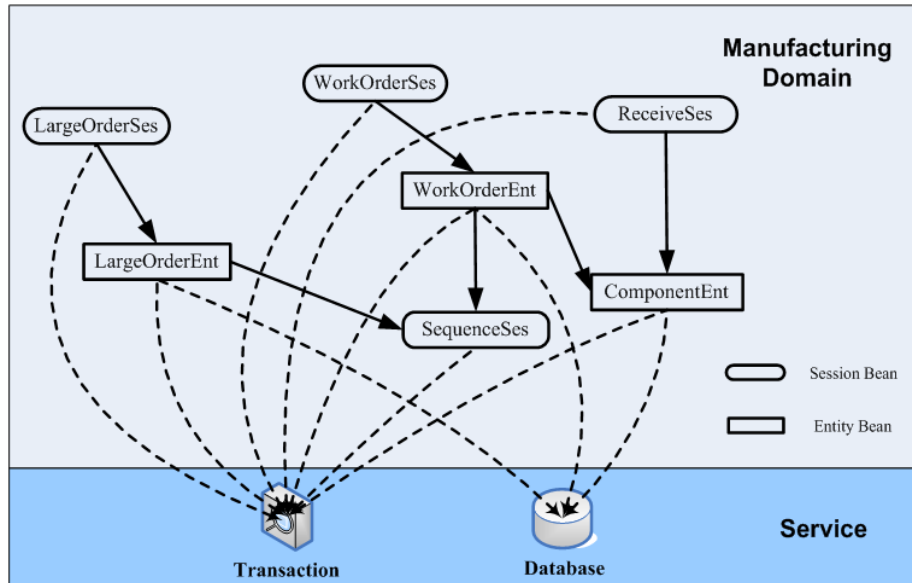 Manufacturing
Domain
WorkOrderSes
LargeOrderSes
ReceiveSes
WorkOrderEnt
LargeOrderEnt
ComponentEnt
SequenceSes
Session Bean
Entity Bean
Service
Transaction
Database